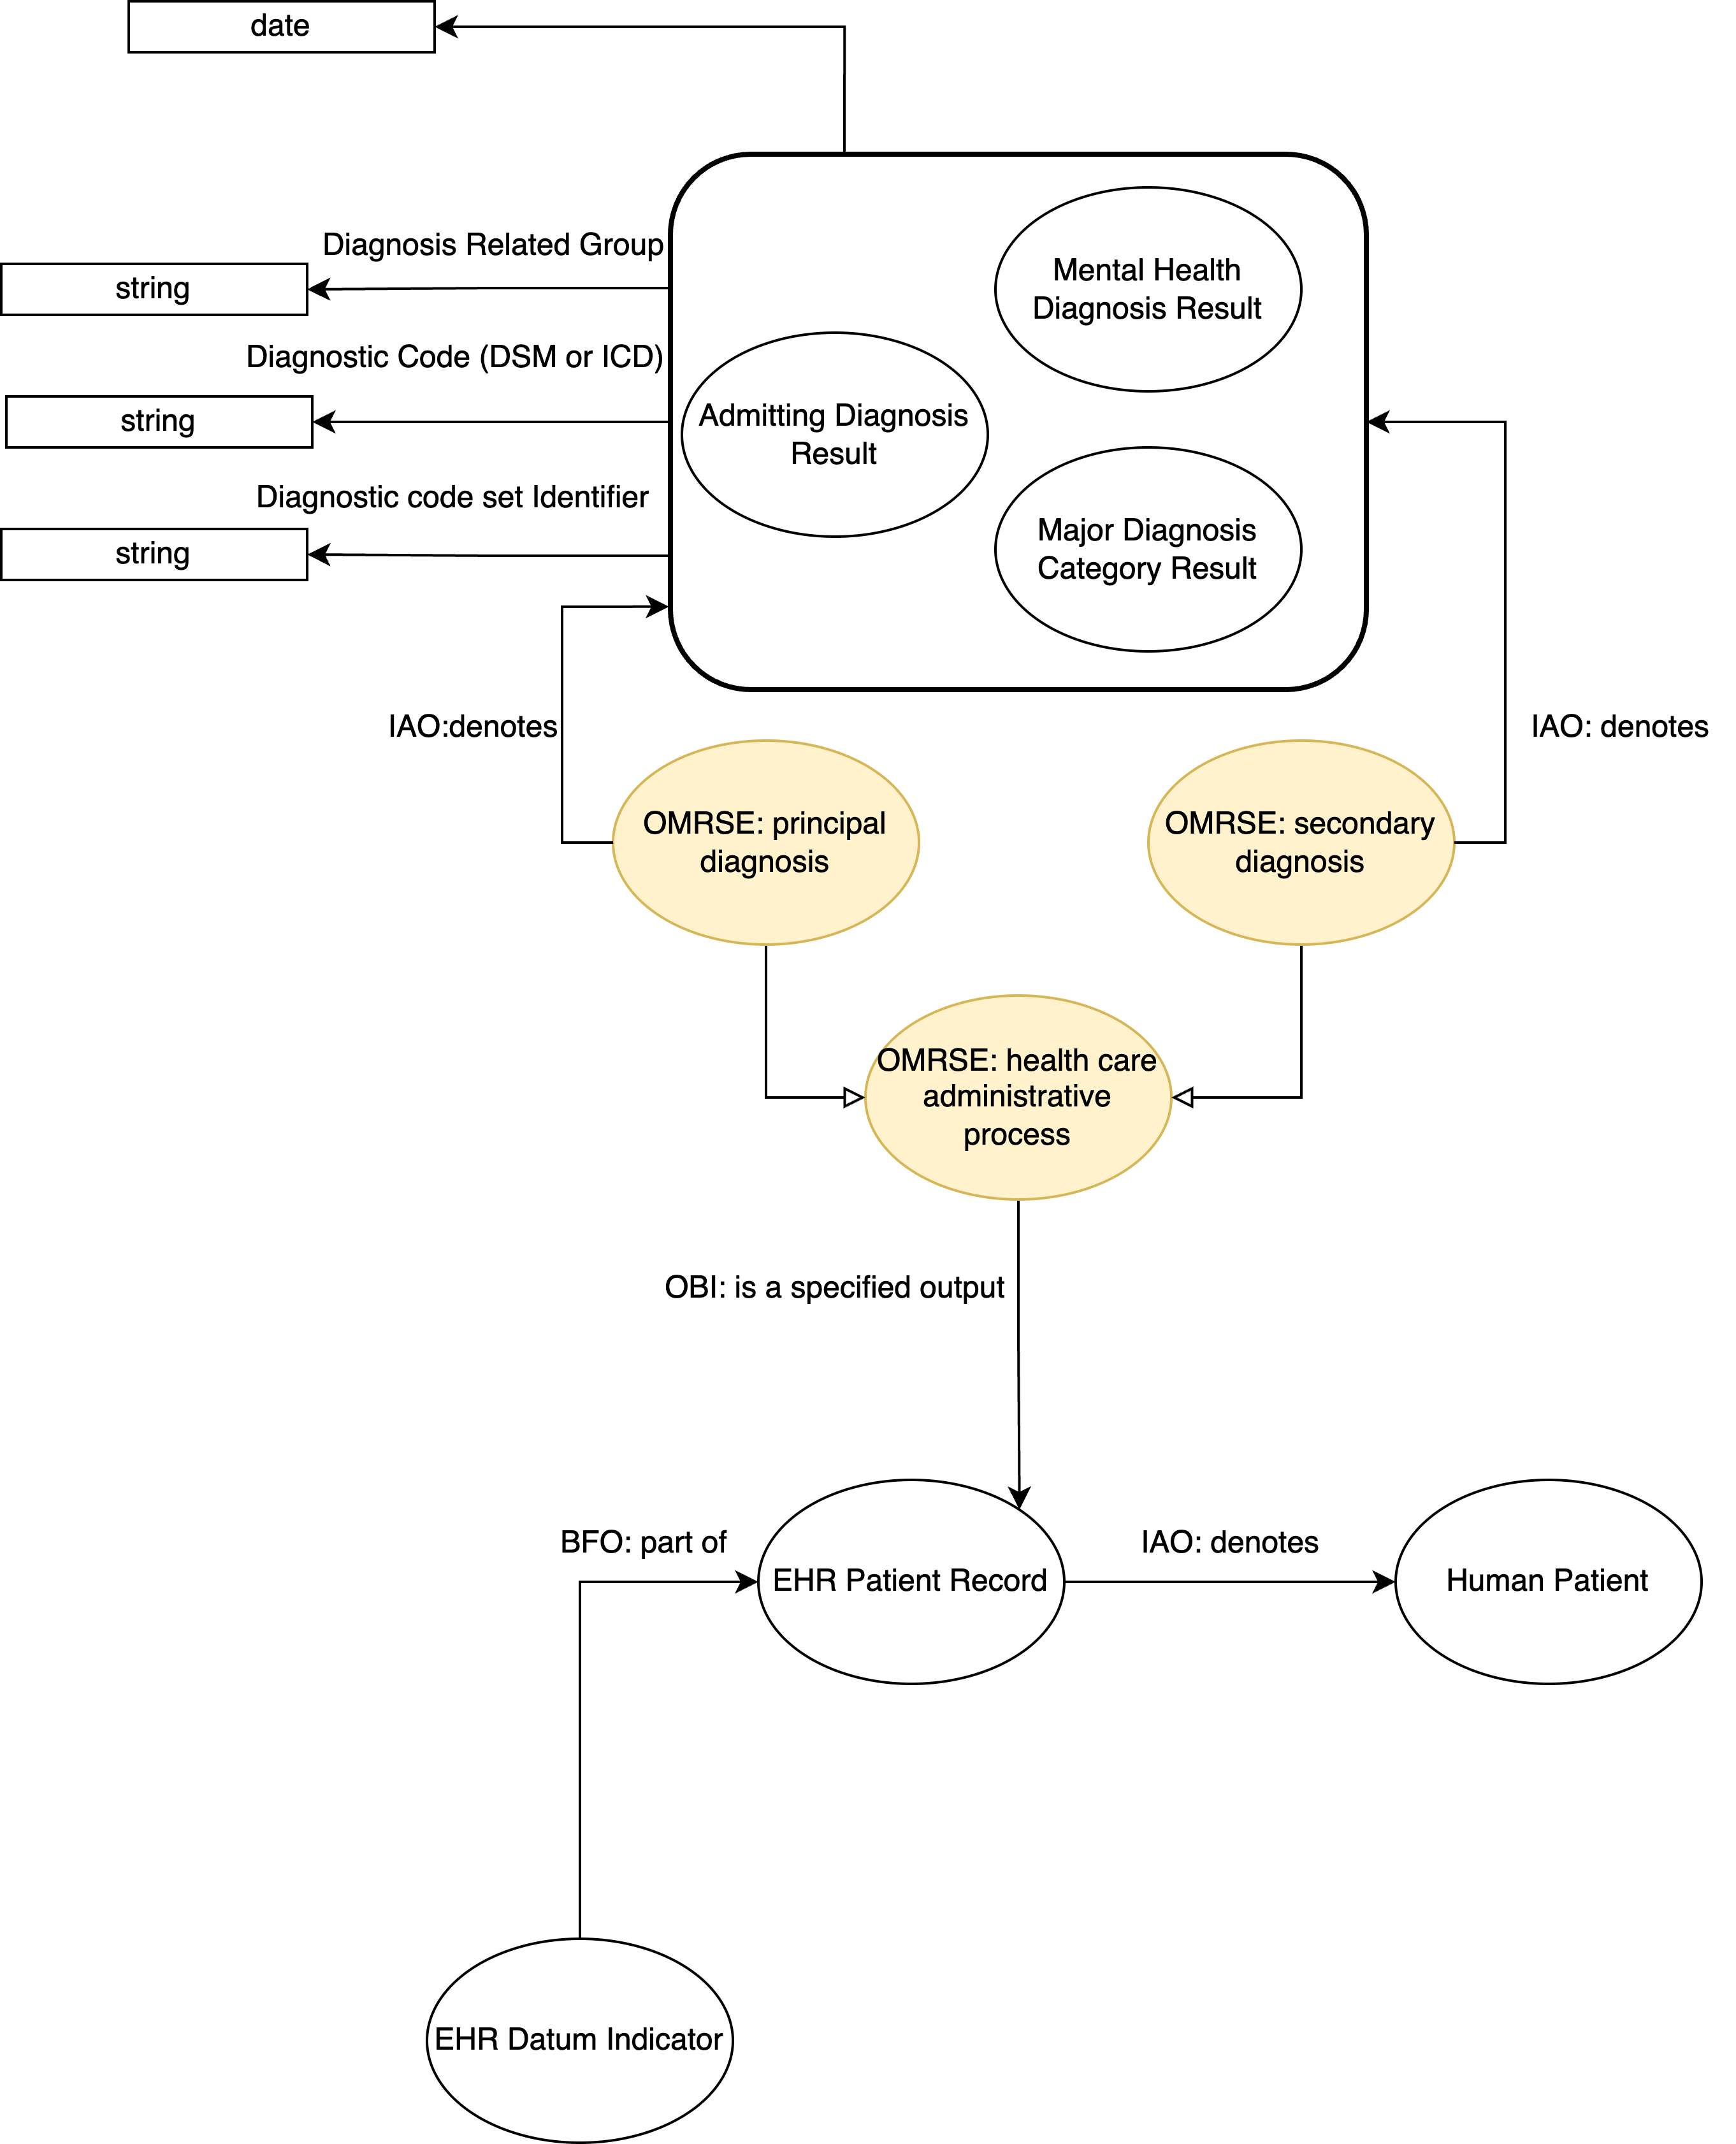 date
Diagnosis Related Group
string
Diagnostic Code (DSM or ICD)
string
Diagnostic code set Identifier
string
Mental Health
Diagnosis Result
Admitting Diagnosis
Result
Major Diagnosis
Category Result
IAO:denotes
IAO: denotes
OMRSE: principal
diagnosis
OMRSE: secondary
diagnosis
OMRSE: health care
administrative
process
OBI: is a specified output
BFO: part of
IAO: denotes
EHR Patient Record
Human Patient
EHR Datum Indicator